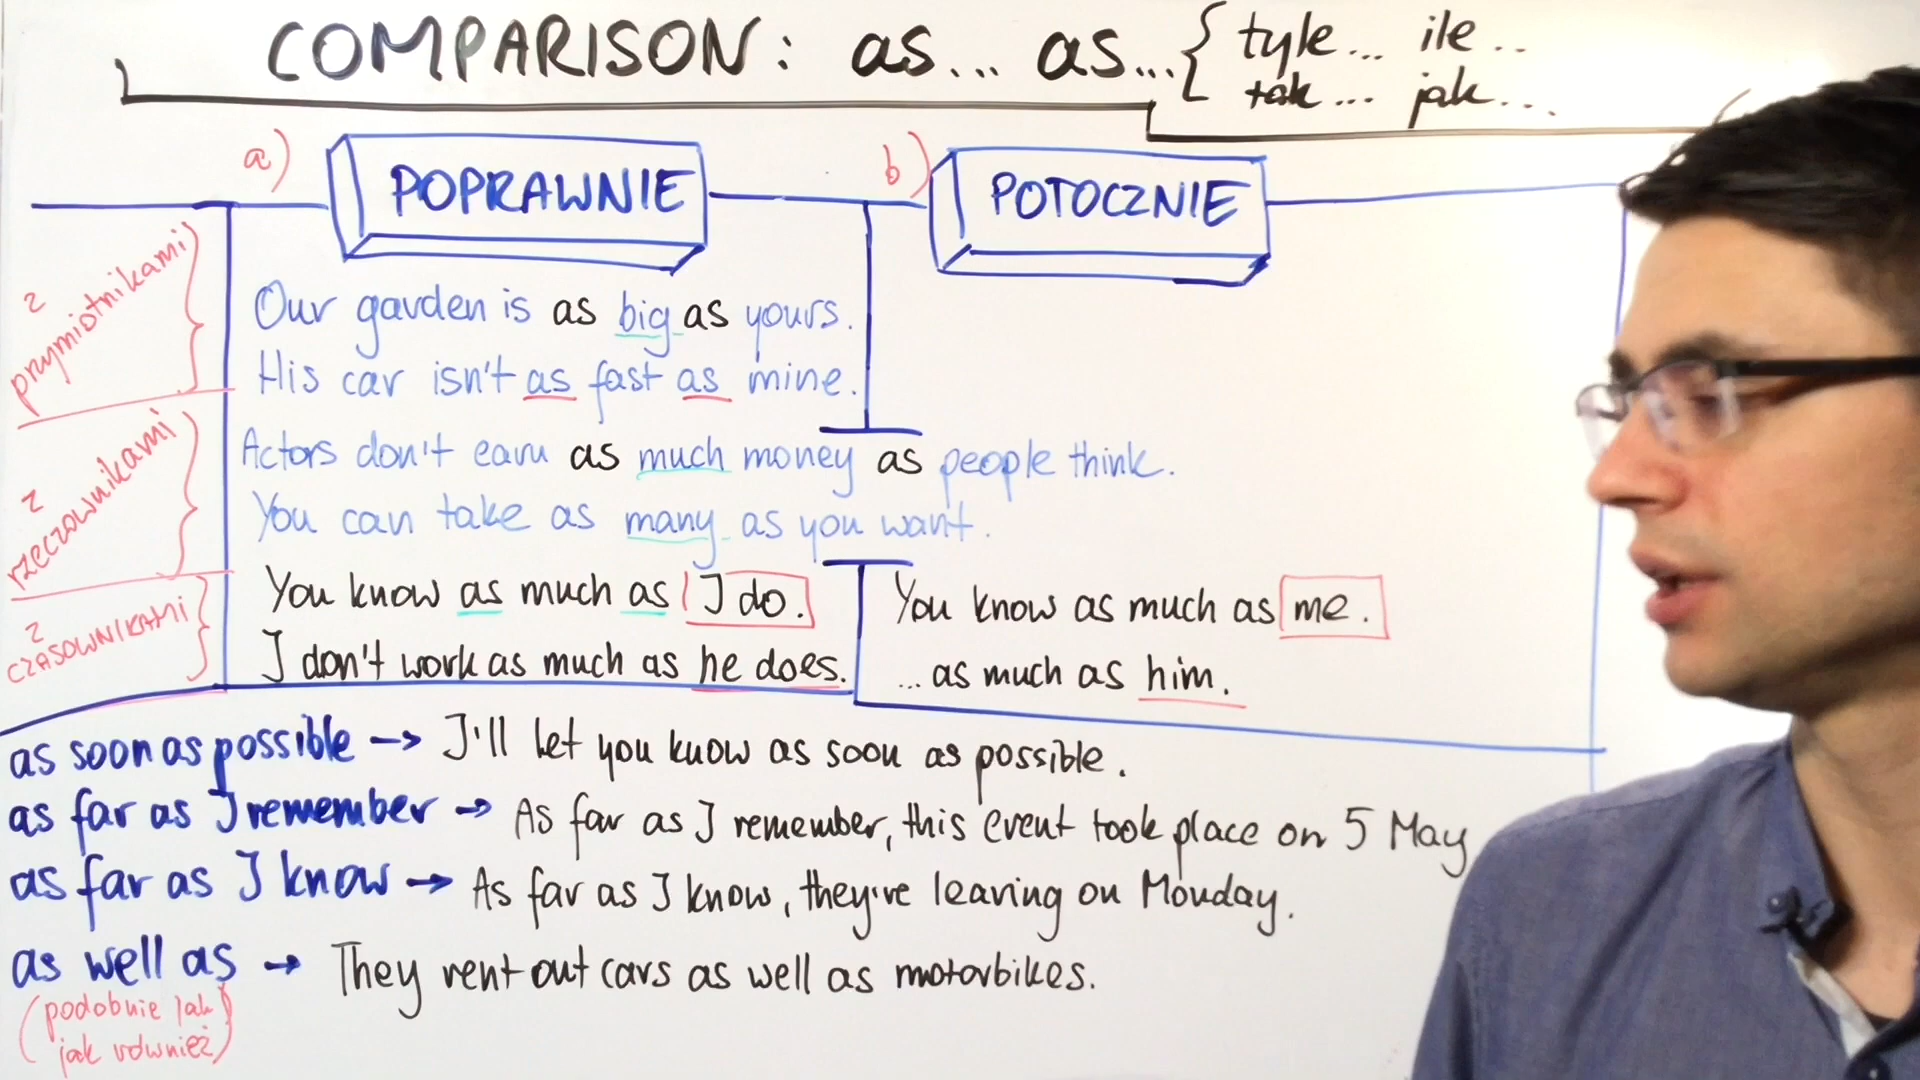 COMPARISON: as... as...
tyle... ile..
tak... jak...
a) POPRAWNIE
b) POTOCZNIE
z przymiotnikami
Our garden is as big as yours.
His car isn't as fast as mine.
z rzeczownikami
Actors don't earn as much money as people think.
You can take as many as you want.
z CZASOWNIKAMI
You know as much as I do.
I don't work as much as he does.
You know as much as me.
... as much as him.
as soon as possible → I'll let you know as soon as possible.
as far as I remember → As far as I remember, this event took place on 5 May
as far as I know → As far as I know, they're leaving on Monday.
as well as → They rent out cars as well as motorbikes.
(podobnie jak
jak również)